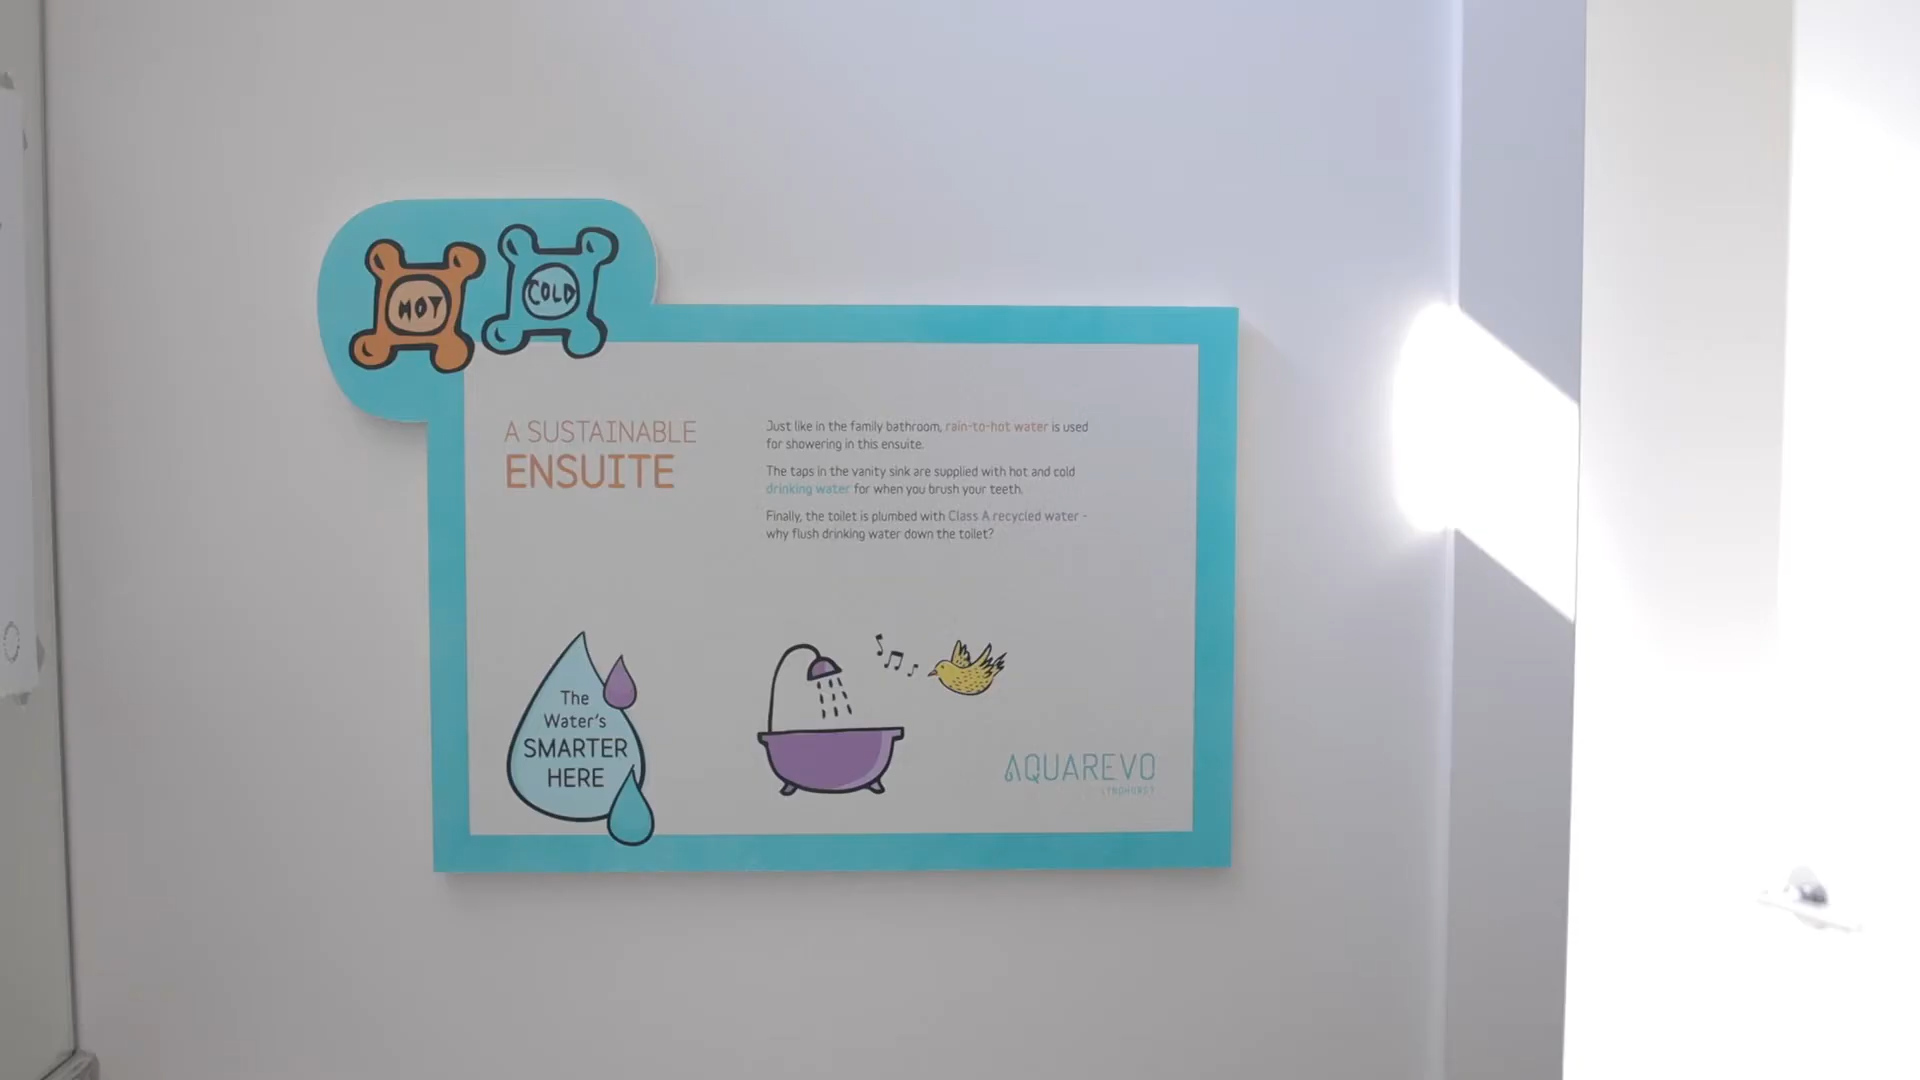 HOT
COLD
A SUSTAINABLE
ENSUITE
Just like in the family bathroom, rain-to-hot water is used
for showering in this ensuite.
The taps in the vanity sink are supplied with hot and cold
drinking water for when you brush your teeth.
Finally, the toilet is plumbed with Class A recycled water -
why flush drinking water down the toilet?
The
Water's
SMARTER
HERE
AQUAREVO
LYNDHURST